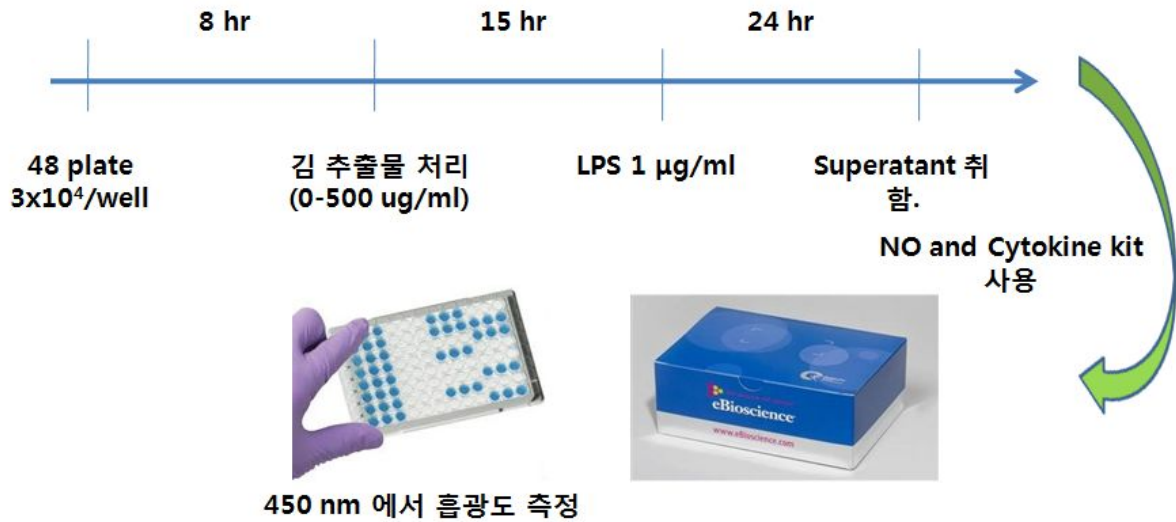 8 hr
15 hr
24 hr
48 plate
3x10⁴/well
김 추출물 처리
(0-500 ug/ml)
LPS 1 μg/ml
Superatant 취
함.
NO and Cytokine kit
사용
eBioscience
www.eBioscience.com
450 nm 에서 흡광도 측정